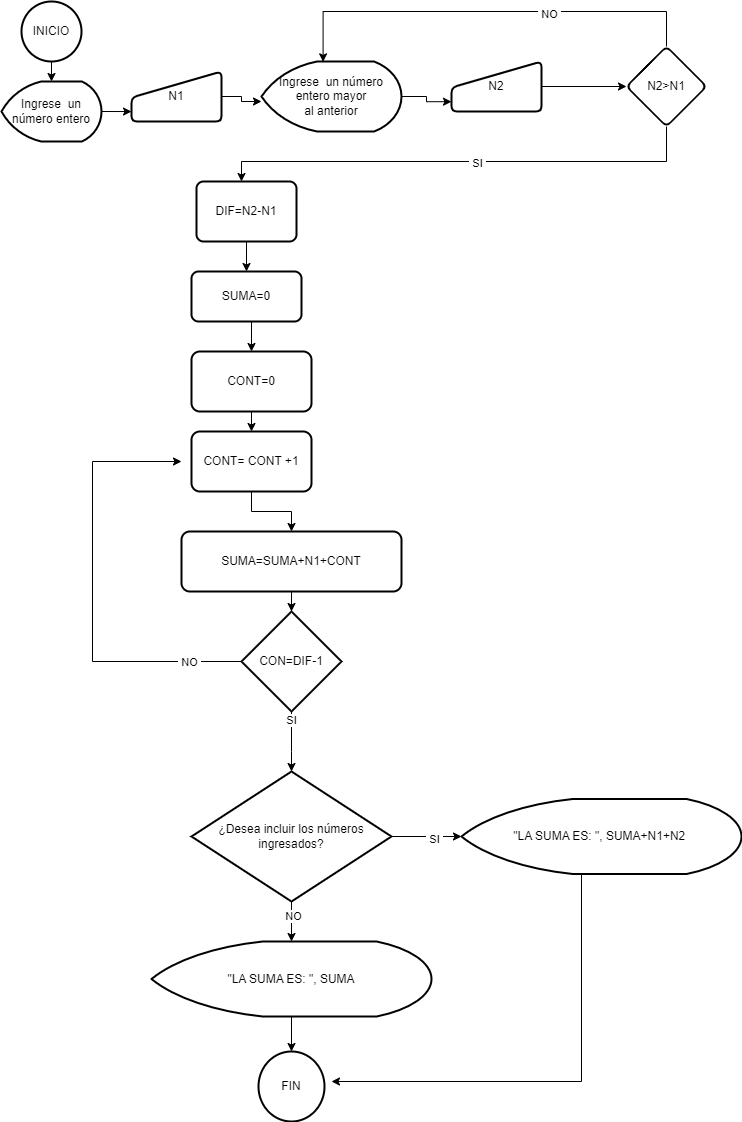 INICIO
NO
Ingrese un
número entero
N1
Ingrese un número
entero mayor
al anterior
N2
N2>N1
SI
DIF=N2-N1
SUMA=0
CONT=0
CONT= CONT +1
SUMA=SUMA+N1+CONT
NO
CON=DIF-1
SI
¿Desea incluir los números
ingresados?
SI
"LA SUMA ES: ", SUMA+N1+N2
NO
"LA SUMA ES: ", SUMA
FIN